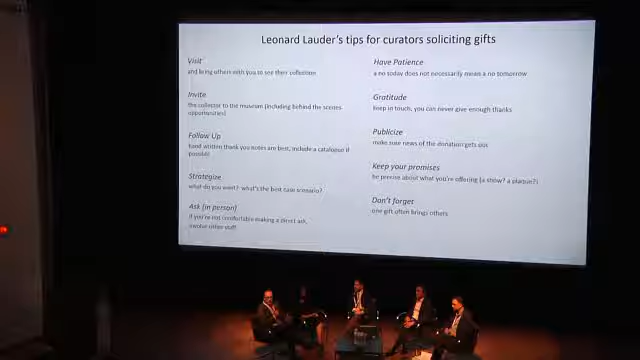 Leonard Lauder's tips for curators soliciting gifts
Visit
and bring others with you to see their collection
Invite
the collector to the museum (including behind the scenes
opportunities)
Follow Up
hand written thank you notes are best, include a catalogue if
possible
Strategize
what do you want? what's the best case scenario?
Ask (in person)
if you're not comfortable making a direct ask,
involve other staff
Have Patience
a no today does not necessarily mean a no tomorrow
Gratitude
keep in touch, you can never give enough thanks
Publicize
make sure news of the donation gets out
Keep your promises
be precise about what you're offering (a show? a plaque?)
Don't forget
one gift often brings others